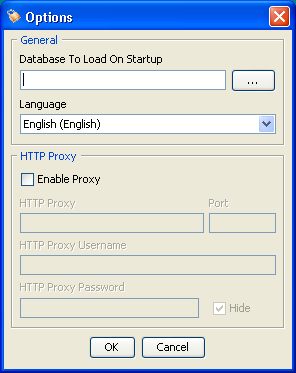 Options
General
Database To Load On Startup
...
Language
English (English)
HTTP Proxy
Enable Proxy
HTTP Proxy Port
HTTP Proxy Username
HTTP Proxy Password
Hide
OK Cancel